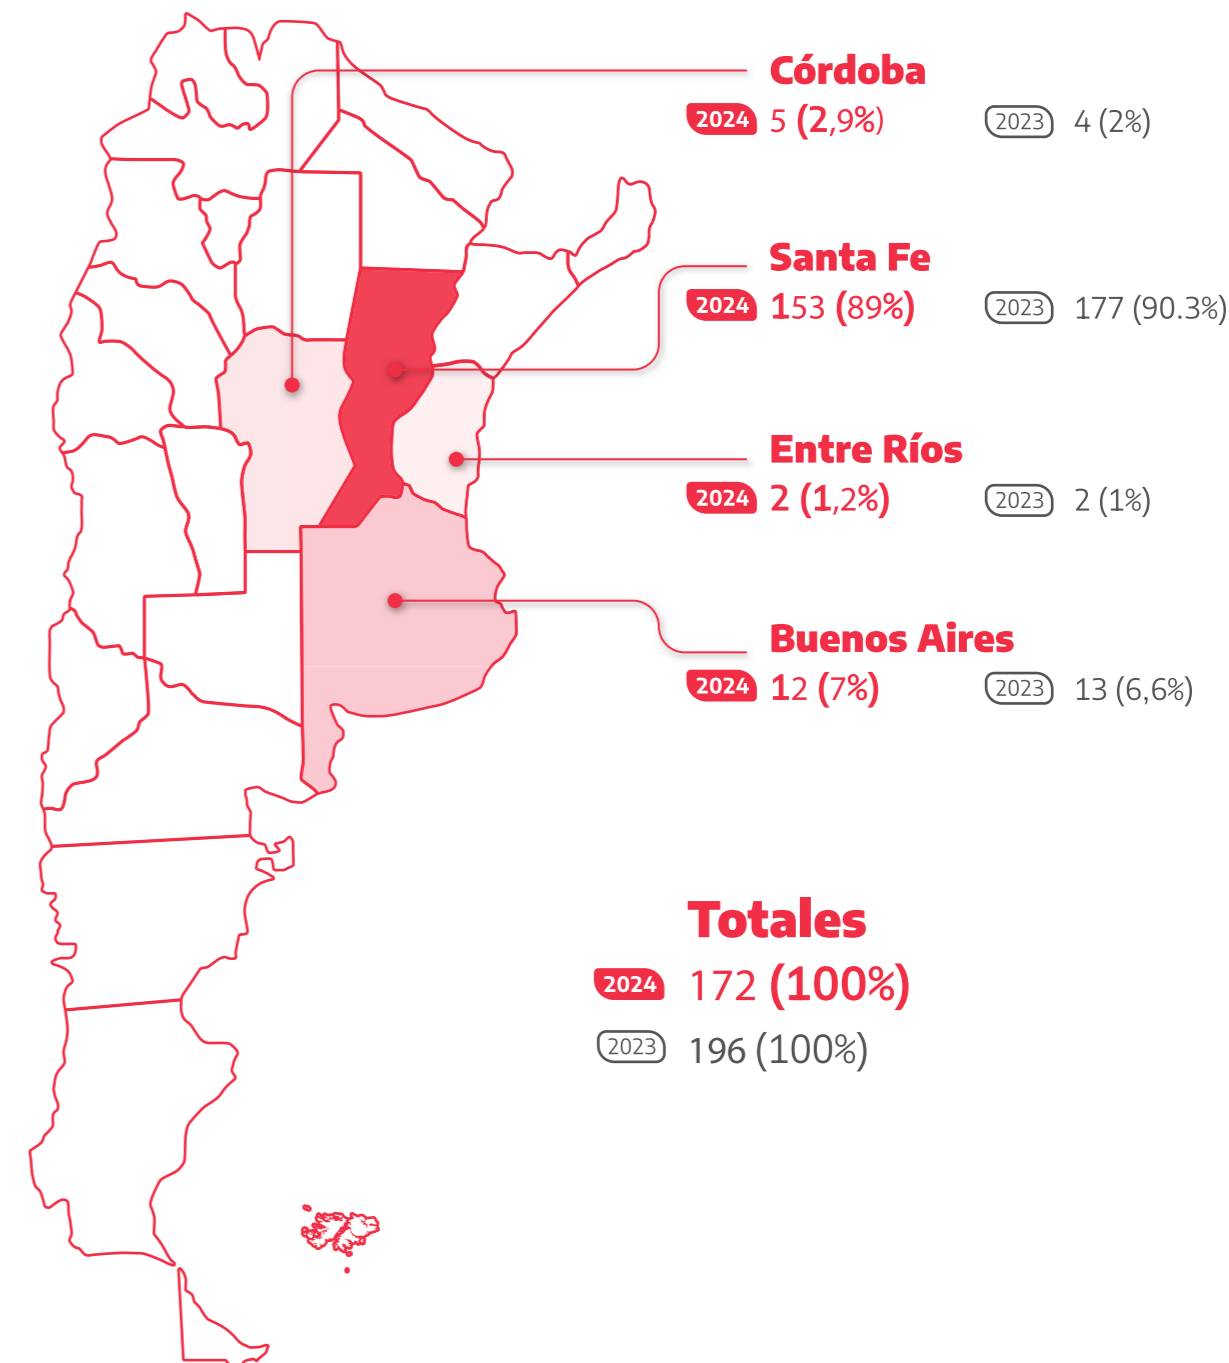 Córdoba
2024 5 (2,9%) 2023 4 (2%)
Santa Fe
2024 153 (89%) 2023 177 (90.3%)
Entre Ríos
2024 2 (1,2%) 2023 2 (1%)
Buenos Aires
2024 12 (7%) 2023 13 (6,6%)
Totales
2024 172 (100%)
2023 196 (100%)